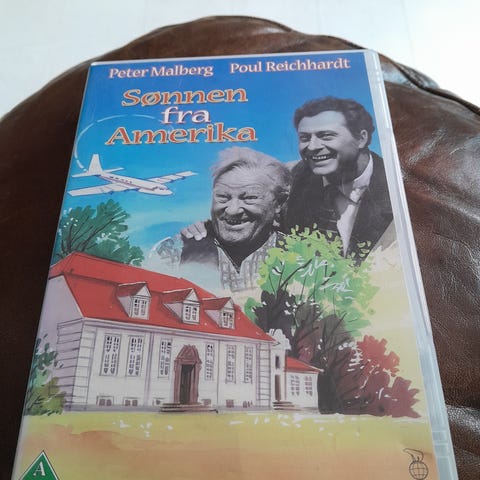 Peter Malberg Poul Reichhardt
Sønnen
fra
Amerika
A